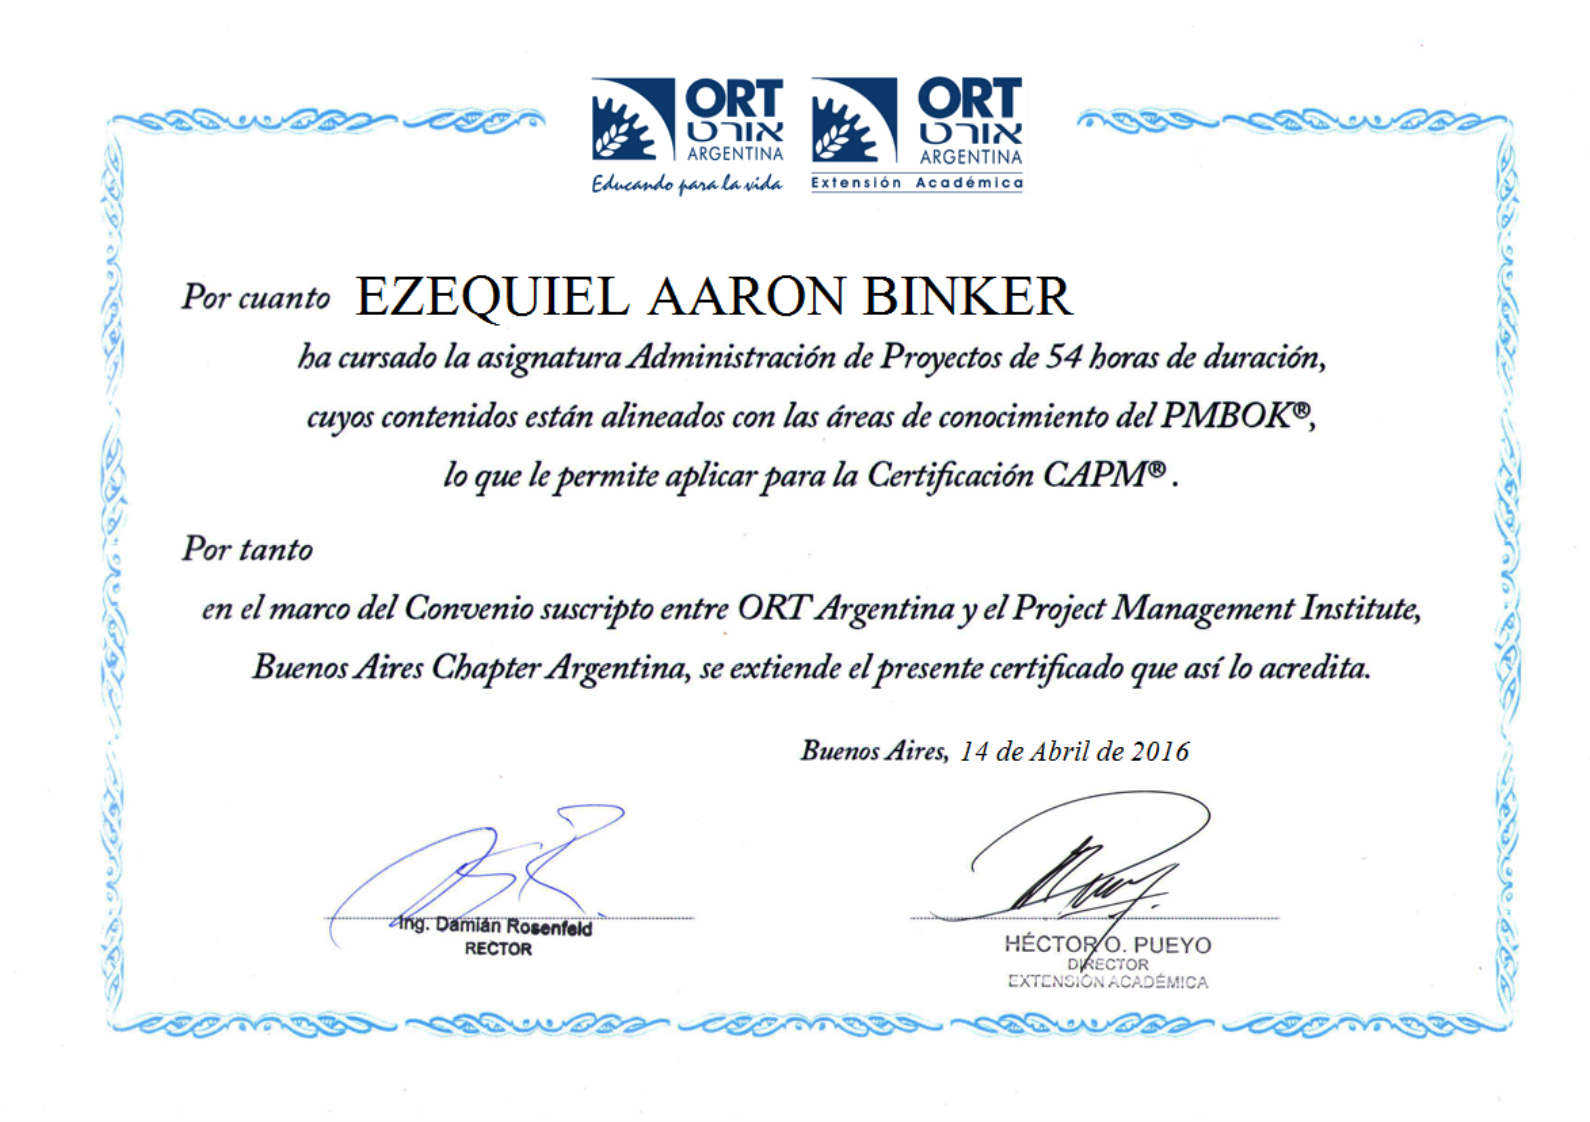 ORT
אורט
ARGENTINA
Educando para la vida
ORT
אורט
ARGENTINA
Extensión Académica
Por cuanto EZEQUIEL AARON BINKER
ha cursado la asignatura Administración de Proyectos de 54 horas de duración,
cuyos contenidos están alineados con las áreas de conocimiento del PMBOK®,
lo que le permite aplicar para la Certificación CAPM®.
Por tanto
en el marco del Convenio suscripto entre ORT Argentina y el Project Management Institute,
Buenos Aires Chapter Argentina, se extiende el presente certificado que así lo acredita.
Buenos Aires, 14 de Abril de 2016
Ing. Damián Rosenfeld
RECTOR
HÉCTOR O. PUEYO
DIRECTOR
EXTENSIÓN ACADÉMICA